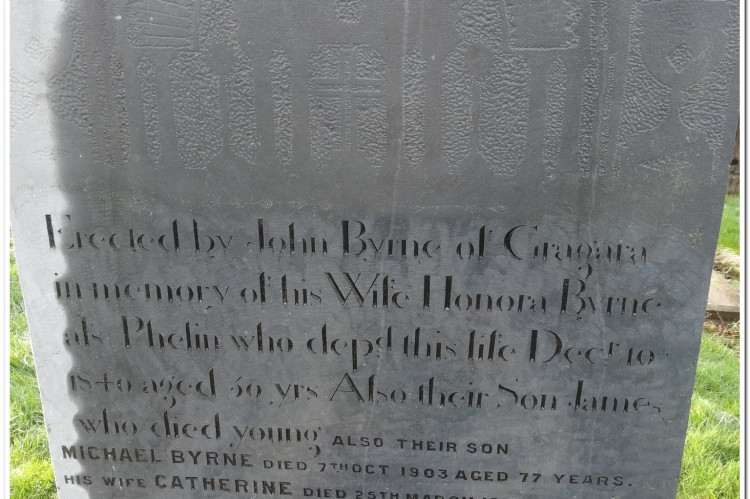 Erected by John Byrne of Gragara
in memory of his Wife Honora Byrne
als Phelin who depd this life Decr 10
1840 aged 50 yrs Also their Son James
who died young ALSO THEIR SON
MICHAEL BYRNE DIED 7TH OCT 1903 AGED 77 YEARS.
HIS WIFE CATHERINE DIED 25TH MARCH